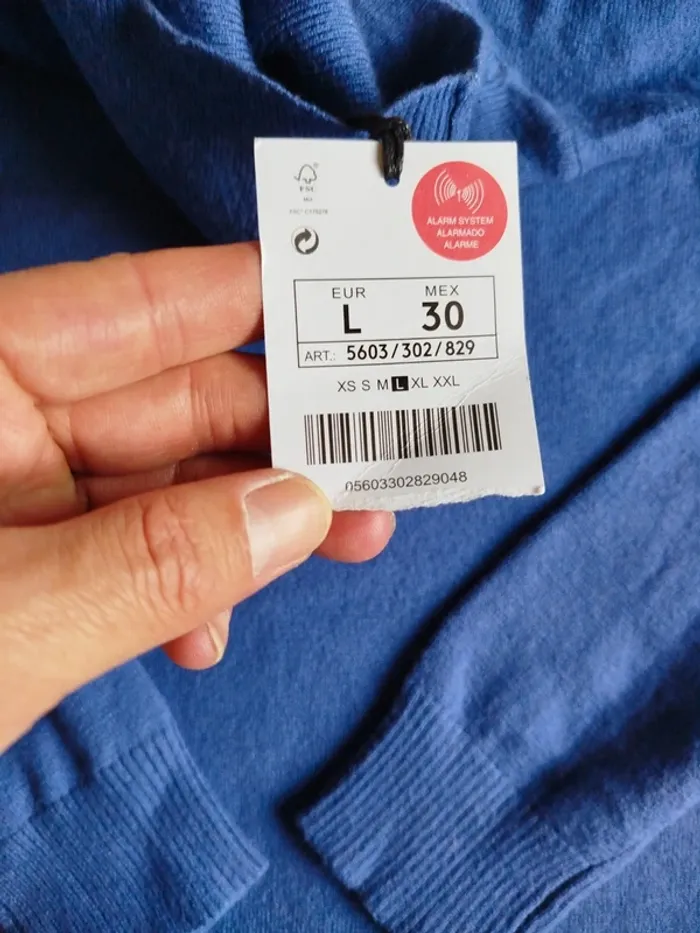 FSC
ALARM SYSTEM
ALARMADO
ALARME
EUR MEX
L 30
ART.: 5603/302/829
XS S M L XL XXL
05603302829048